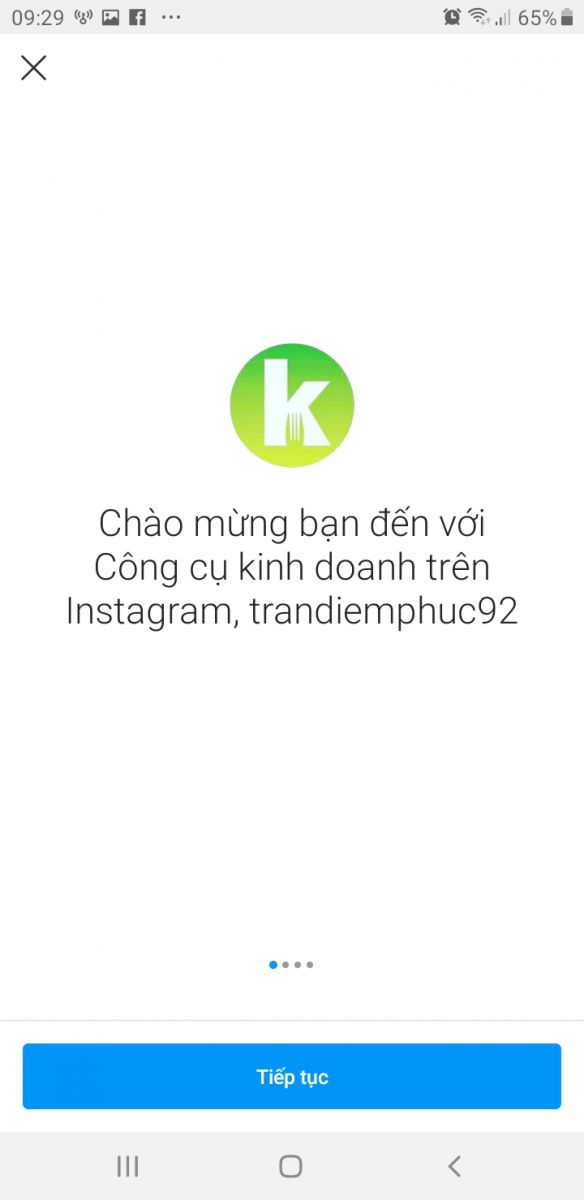 09:29 65%
k
Chào mừng bạn đến với
Công cụ kinh doanh trên
Instagram, trandiemphuc92
Tiếp tục